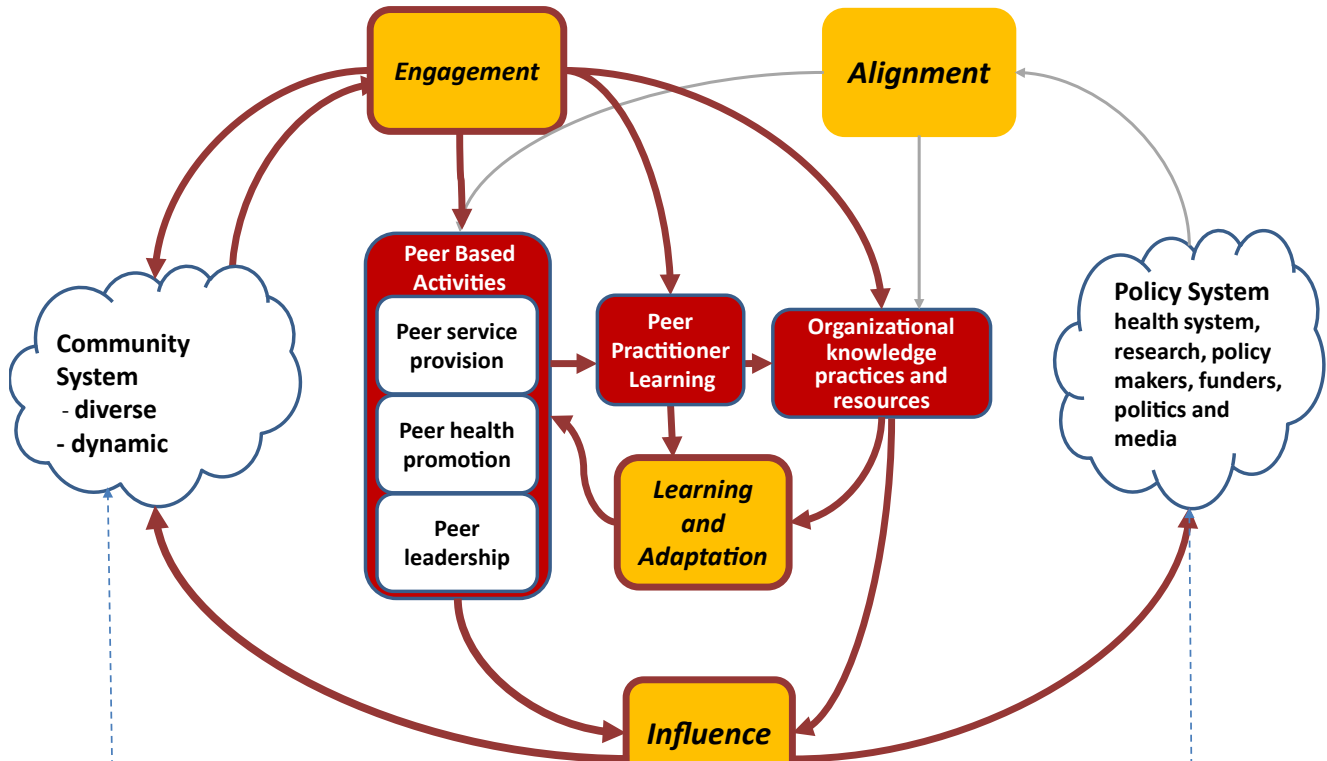 Engagement
Alignment
Peer Based
Activities
Peer service
provision
Peer health
promotion
Peer
leadership
Peer
Practitioner
Learning
Organizational
knowledge
practices and
resources
Community
System
- diverse
- dynamic
Policy System
health system,
research, policy
makers, funders,
politics and
media
Learning
and
Adaptation
Influence